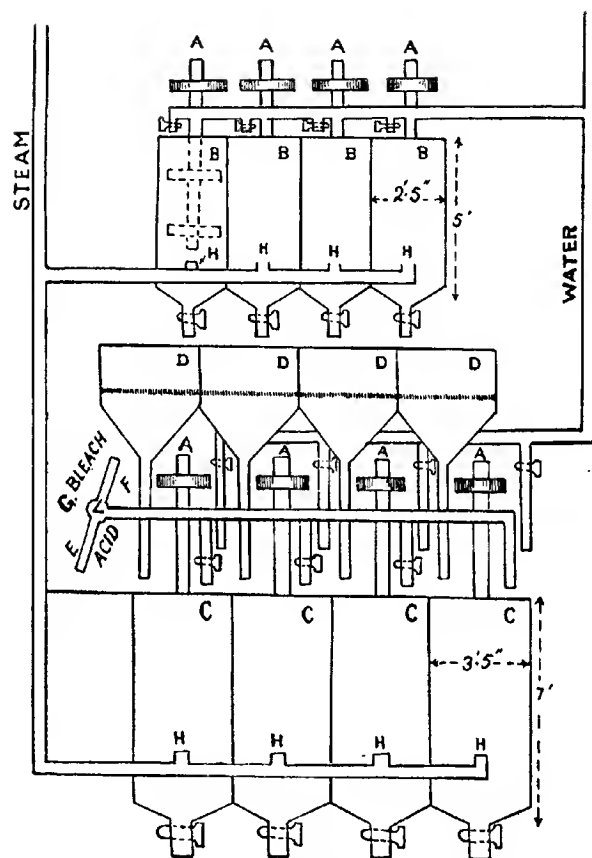 A A A A
STEAM
B B B B
2'·5"
5'
H H H H
WATER
D D D D
G. BLEACH
F
A A A A
E
ACID
C C C C
3'·5"
7'
H H H H